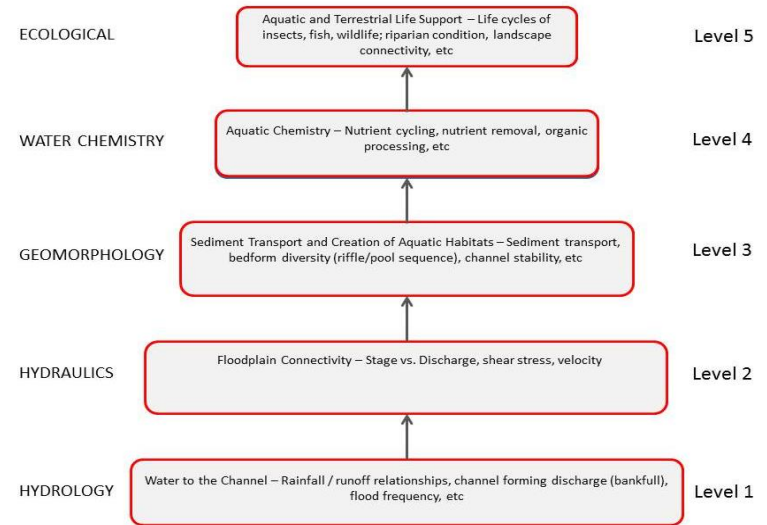 ECOLOGICAL
Aquatic and Terrestrial Life Support – Life cycles of
insects, fish, wildlife; riparian condition, landscape
connectivity, etc
Level 5
WATER CHEMISTRY
Aquatic Chemistry – Nutrient cycling, nutrient removal, organic
processing, etc
Level 4
GEOMORPHOLOGY
Sediment Transport and Creation of Aquatic Habitats – Sediment transport,
bedform diversity (riffle/pool sequence), channel stability, etc
Level 3
HYDRAULICS
Floodplain Connectivity – Stage vs. Discharge, shear stress, velocity
Level 2
HYDROLOGY
Water to the Channel – Rainfall / runoff relationships, channel forming discharge (bankfull),
flood frequency, etc
Level 1